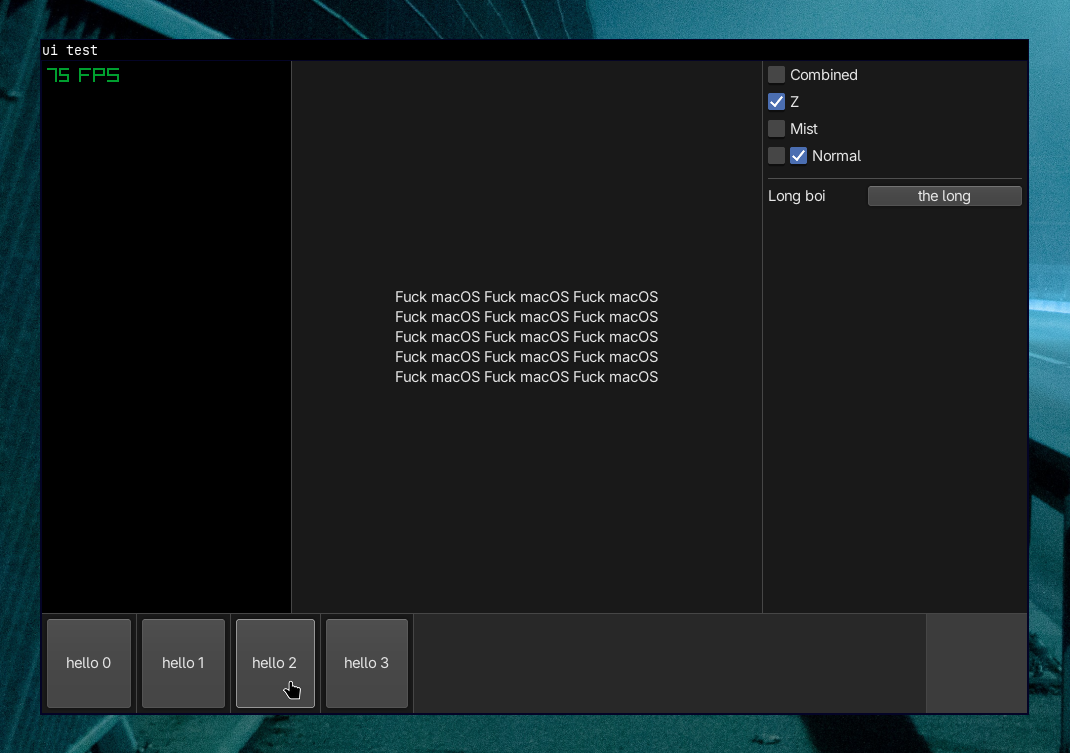 ui test
75 FPS
Combined
Z
Mist
Normal
Long boi the long
Fuck macOS Fuck macOS Fuck macOS
Fuck macOS Fuck macOS Fuck macOS
Fuck macOS Fuck macOS Fuck macOS
Fuck macOS Fuck macOS Fuck macOS
Fuck macOS Fuck macOS Fuck macOS
hello 0 hello 1 hello 2 hello 3